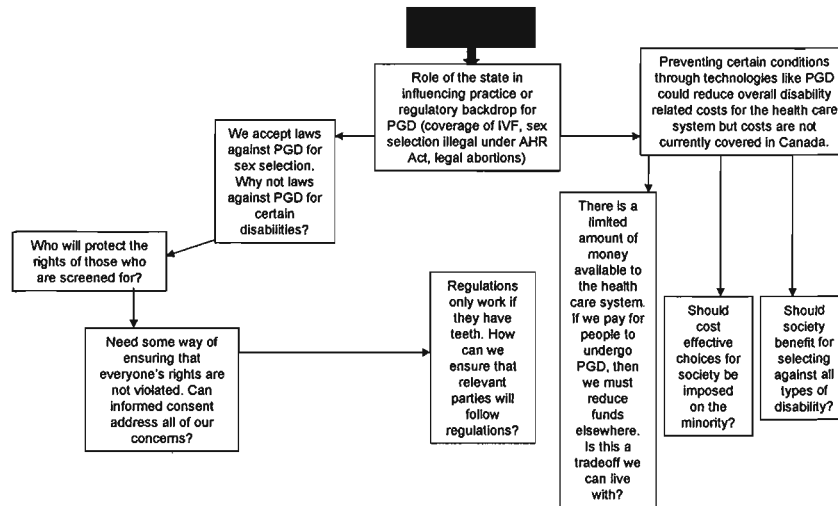 Role of the state in
influencing practice or
regulatory backdrop for
PGD (coverage of IVF, sex
selection illegal under AHR
Act, legal abortions)
Preventing certain conditions
through technologies like PGD
could reduce overall disability
related costs for the health care
system but costs are not
currently covered in Canada.
We accept laws
against PGD for
sex selection.
Why not laws
against PGD for
certain
disabilities?
Who will protect the
rights of those who
are screened for?
Need some way of
ensuring that
everyone's rights are
not violated. Can
informed consent
address all of our
concerns?
Regulations
only work if
they have
teeth. How
can we
ensure that
relevant
parties will
follow
regulations?
There is a
limited
amount of
money
available to
the health
care system.
If we pay for
people to
undergo
PGD, then
we must
reduce
funds
elsewhere.
Is this a
tradeoff we
can live
with?
Should
cost
effective
choices for
society be
imposed
on the
minority?
Should
society
benefit for
selecting
against all
types of
disability?